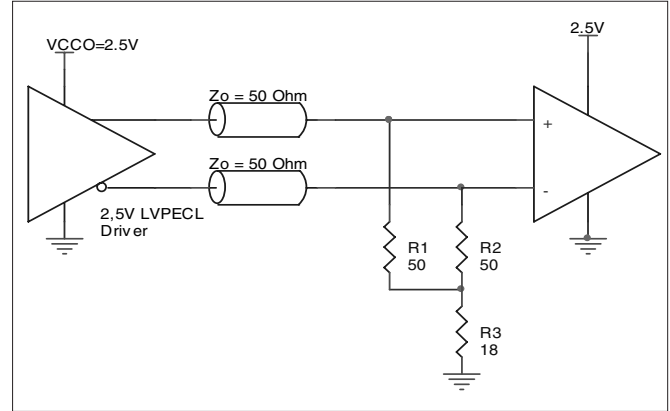 VCCO=2.5V
2.5V
Zo = 50 Ohm
+
Zo = 50 Ohm
-
2,5V LVPECL
Driver
R1
50
R2
50
R3
18